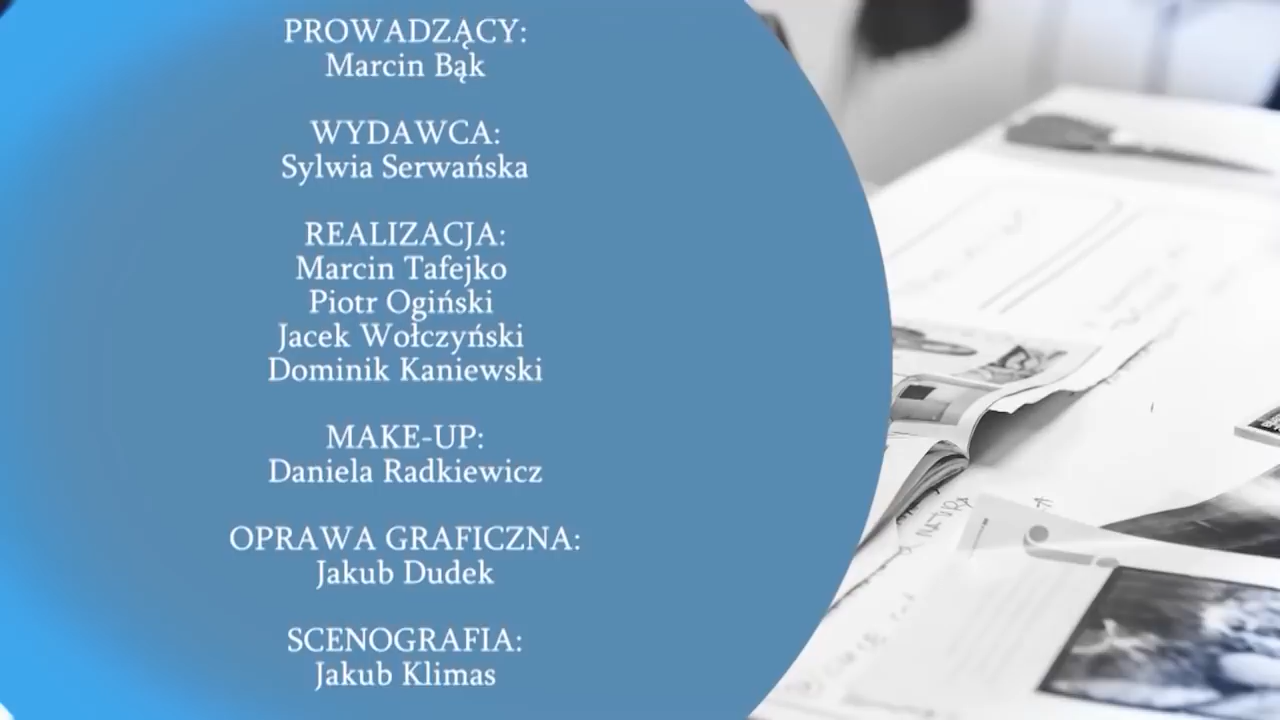 PROWADZĄCY:
Marcin Bąk
WYDAWCA:
Sylwia Serwańska
REALIZACJA:
Marcin Tafejko
Piotr Ogiński
Jacek Wołczyński
Dominik Kaniewski
MAKE-UP:
Daniela Radkiewicz
OPRAWA GRAFICZNA:
Jakub Dudek
SCENOGRAFIA:
Jakub Klimas